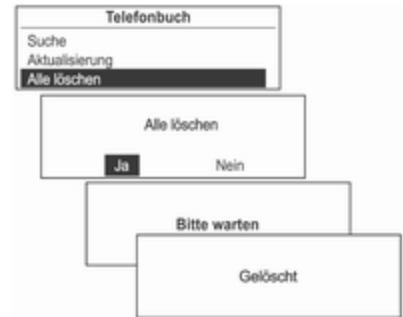 Telefonbuch
Suche
Aktualisierung
Alle löschen
Alle löschen
Ja Nein
Bitte warten
Gelöscht